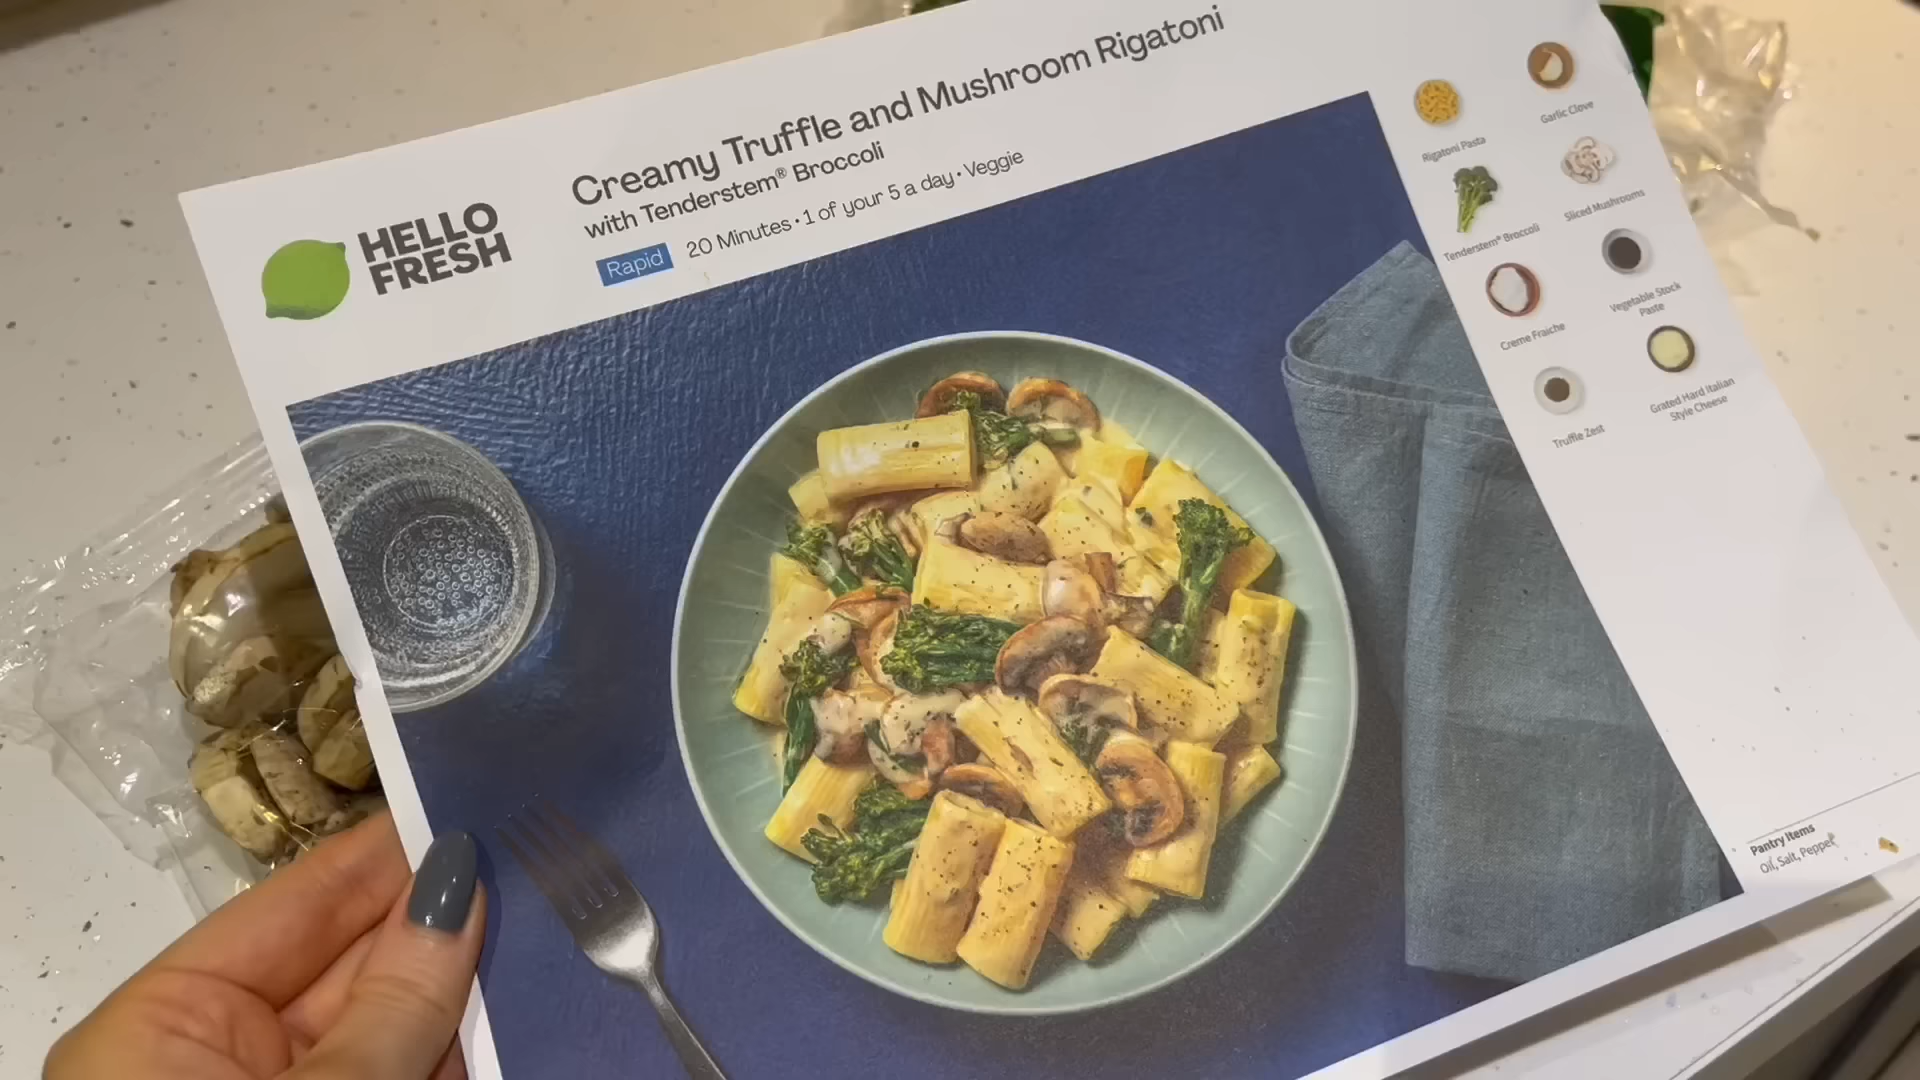 HELLO
FRESH
Creamy Truffle and Mushroom Rigatoni
with Tenderstem® Broccoli
Rapid 20 Minutes • 1 of your 5 a day • Veggie
Rigatoni Pasta
Garlic Clove
Tenderstem® Broccoli
Sliced Mushrooms
Creme Fraiche
Vegetable Stock
Paste
Truffle Zest
Grated Hard Italian
Style Cheese
Pantry Items
Oil, Salt, Pepper